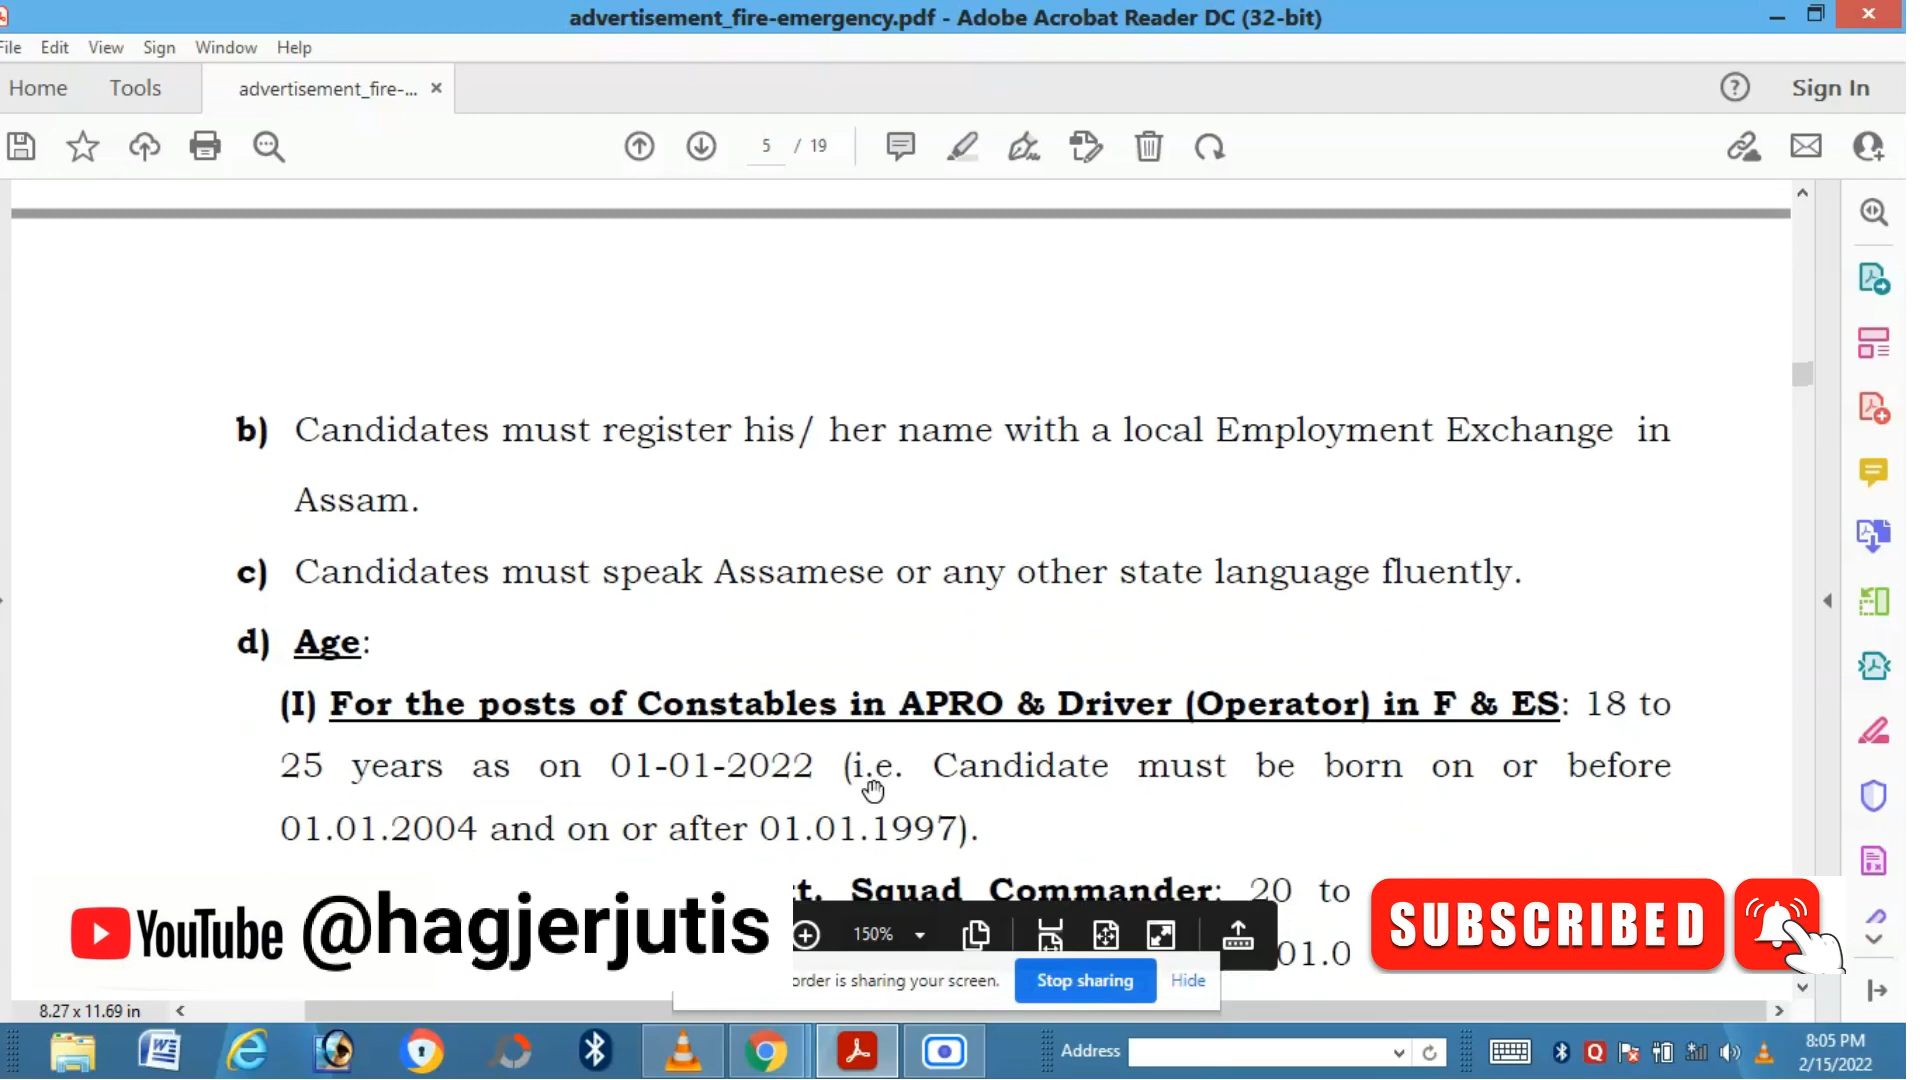 advertisement_fire-emergency.pdf - Adobe Acrobat Reader DC (32-bit)
File Edit View Sign Window Help
Home Tools advertisement_fire-... × Sign In
5 / 19
b) Candidates must register his/ her name with a local Employment Exchange in
Assam.
c) Candidates must speak Assamese or any other state language fluently.
d) Age:
(I) For the posts of Constables in APRO & Driver (Operator) in F & ES: 18 to
25 years as on 01-01-2022 (i.e. Candidate must be born on or before
01.01.2004 and on or after 01.01.1997).
t. Squad Commander: 20 to
01.0
YouTube @hagjerjutis
150%
SUBSCRIBED
order is sharing your screen. Stop sharing Hide
8.27 x 11.69 in
Address
8:05 PM
2/15/2022